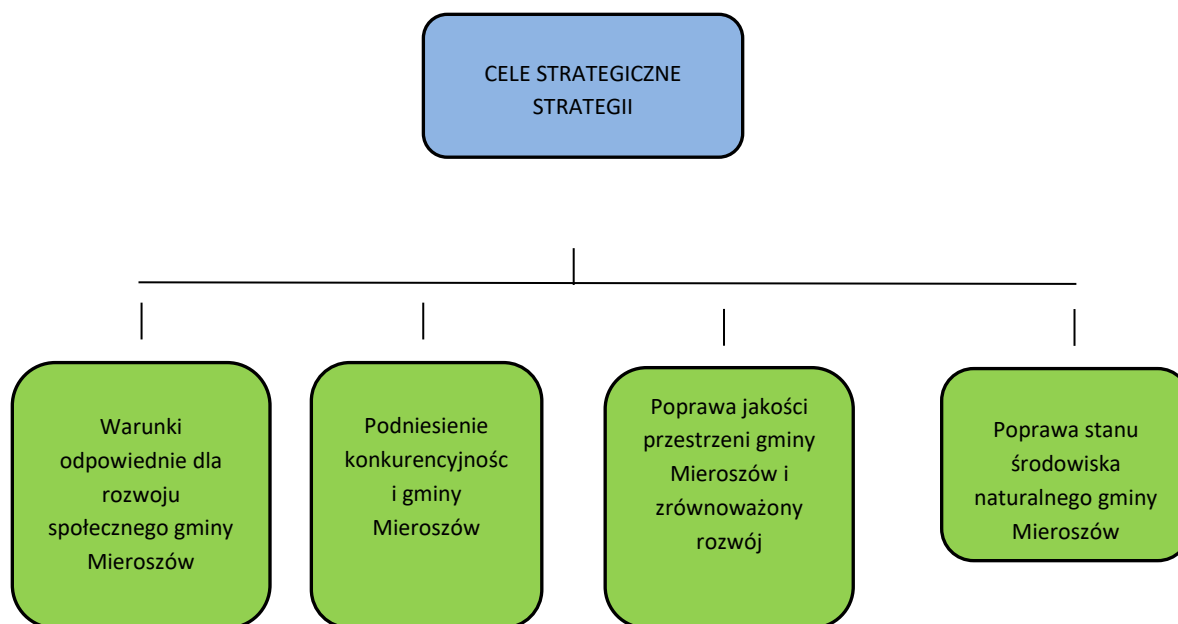 CELE STRATEGICZNE
STRATEGII
Warunki
odpowiednie dla
rozwoju
społecznego gminy
Mieroszów
Podniesienie
konkurencyjnośc
i gminy
Mieroszów
Poprawa jakości
przestrzeni gminy
Mieroszów i
zrównoważony
rozwój
Poprawa stanu
środowiska
naturalnego gminy
Mieroszów